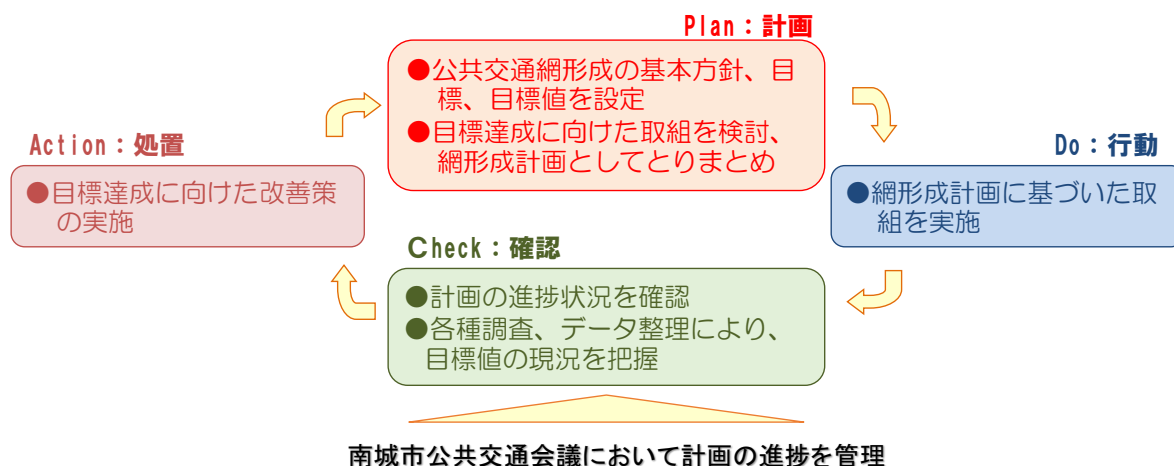 Plan：計画
●公共交通網形成の基本方針、目
標、目標値を設定
●目標達成に向けた取組を検討、
網形成計画としてとりまとめ
Do：行動
●網形成計画に基づいた取
組を実施
Check：確認
●計画の進捗状況を確認
●各種調査、データ整理により、
目標値の現況を把握
Action：処置
●目標達成に向けた改善策
の実施
南城市公共交通会議において計画の進捗を管理